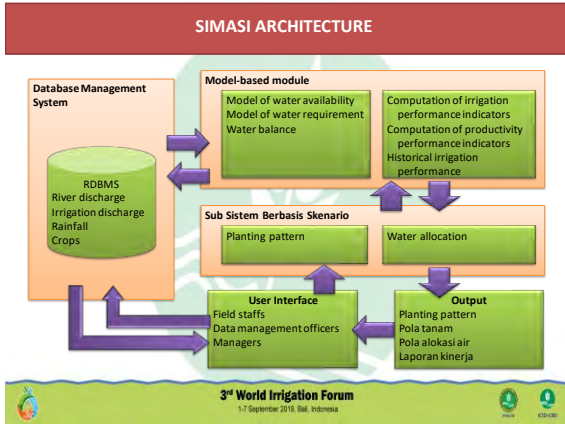 SIMASI ARCHITECTURE
Database Management
System
RDBMS
River discharge
Irrigation discharge
Rainfall
Crops
Model-based module
Model of water availability
Model of water requirement
Water balance
Computation of irrigation
performance indicators
Computation of productivity
performance indicators
Historical irrigation
performance
Sub Sistem Berbasis Skenario
Planting pattern
Water allocation
User Interface
Field staffs
Data management officers
Managers
Output
Planting pattern
Pola tanam
Pola alokasi air
Laporan kinerja
3rd World Irrigation Forum
1-7 September 2019, Bali, Indonesia